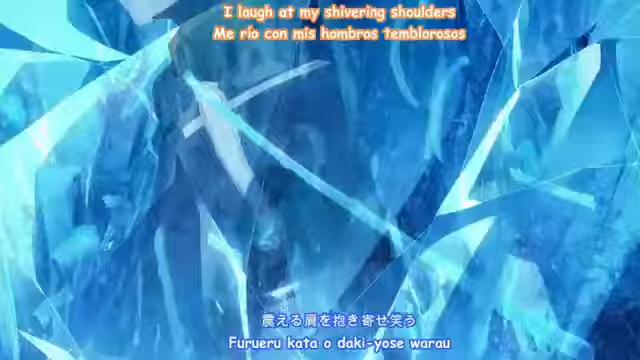 I laugh at my shivering shoulders
Me río con mis hombros temblorosos
震える肩を抱き寄せ笑う
Furueru kata o daki-yose warau